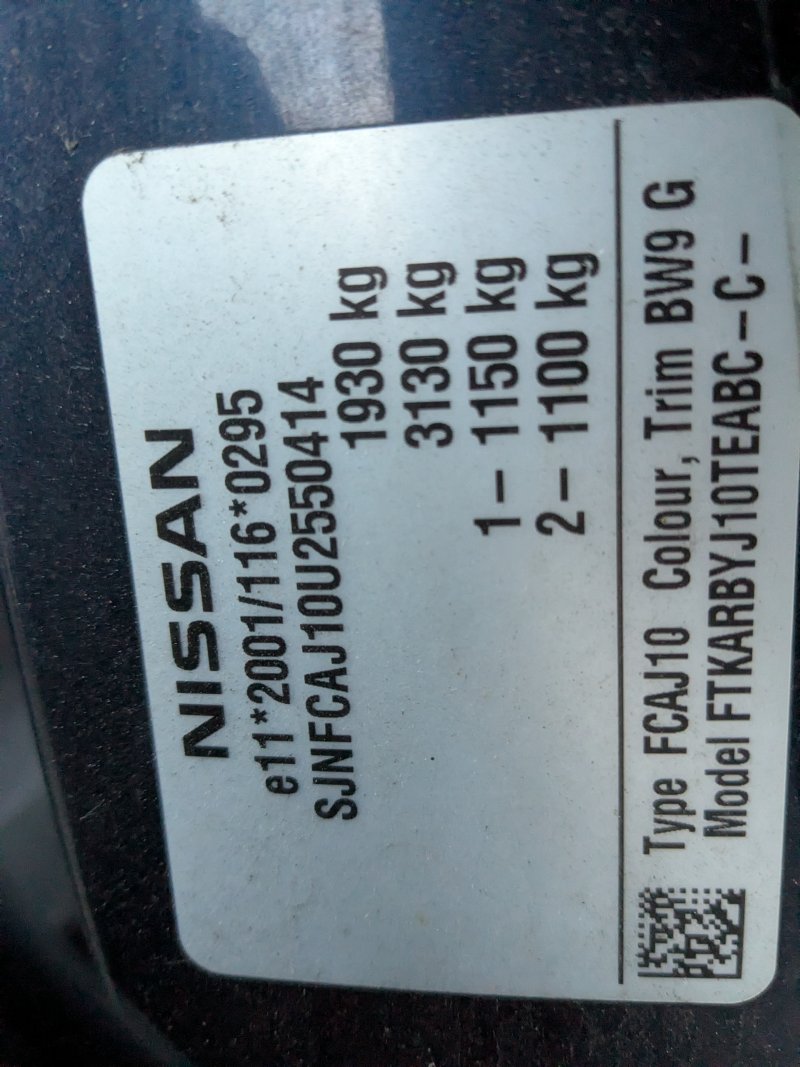 NISSAN
e11*2001/116*0295
SJNFCAJ10U2550414
1930 kg
3130 kg
1- 1150 kg
2- 1100 kg
Type FCAJ10 Colour, Trim BW9 G
Model FTKARBYJ10TEABC-C-